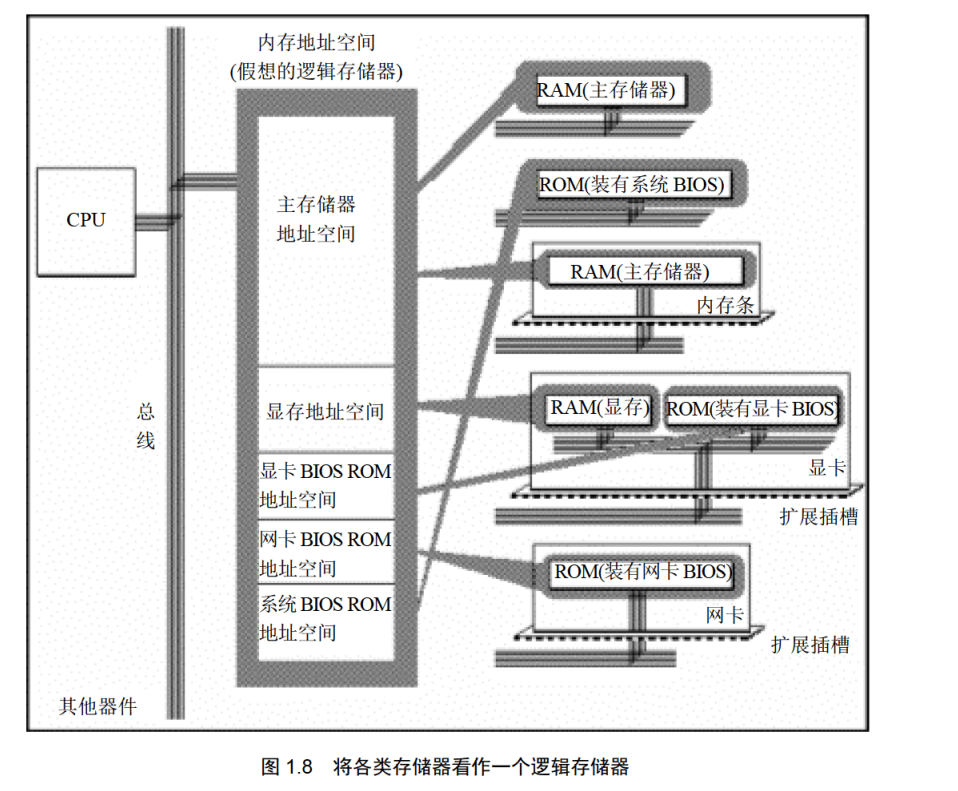 内存地址空间
(假想的逻辑存储器)
CPU
总
线
其他器件
主存储器
地址空间
显存地址空间
显卡 BIOS ROM
地址空间
网卡 BIOS ROM
地址空间
系统 BIOS ROM
地址空间
RAM(主存储器)
ROM(装有系统 BIOS)
RAM(主存储器)
内存条
RAM(显存)
ROM(装有显卡 BIOS)
显卡
扩展插槽
ROM(装有网卡 BIOS)
网卡
扩展插槽
图 1.8 将各类存储器看作一个逻辑存储器